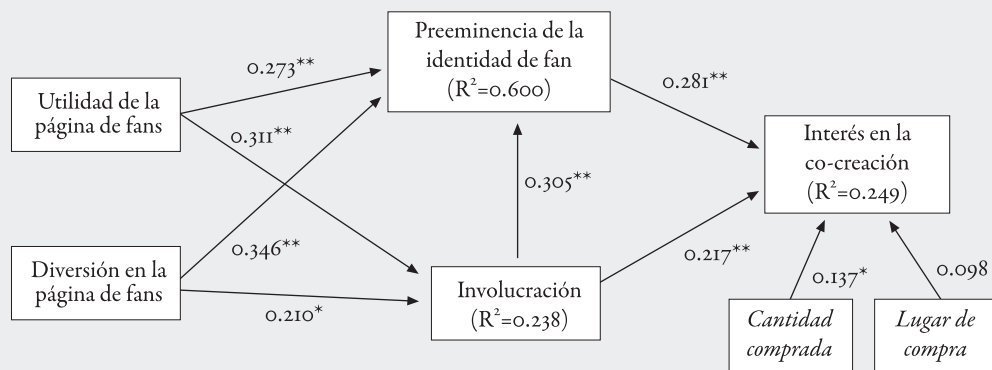 Preeminencia de la
identidad de fan
(R²=0.600)
0.273**
0.281**
Utilidad de la
página de fans
0.311**
Interés en la
co-creación
(R²=0.249)
0.305**
0.346**
0.217**
Diversión en la
página de fans
0.210*
Involucración
(R²=0.238)
0.137*
0.098
Cantidad
comprada
Lugar de
compra